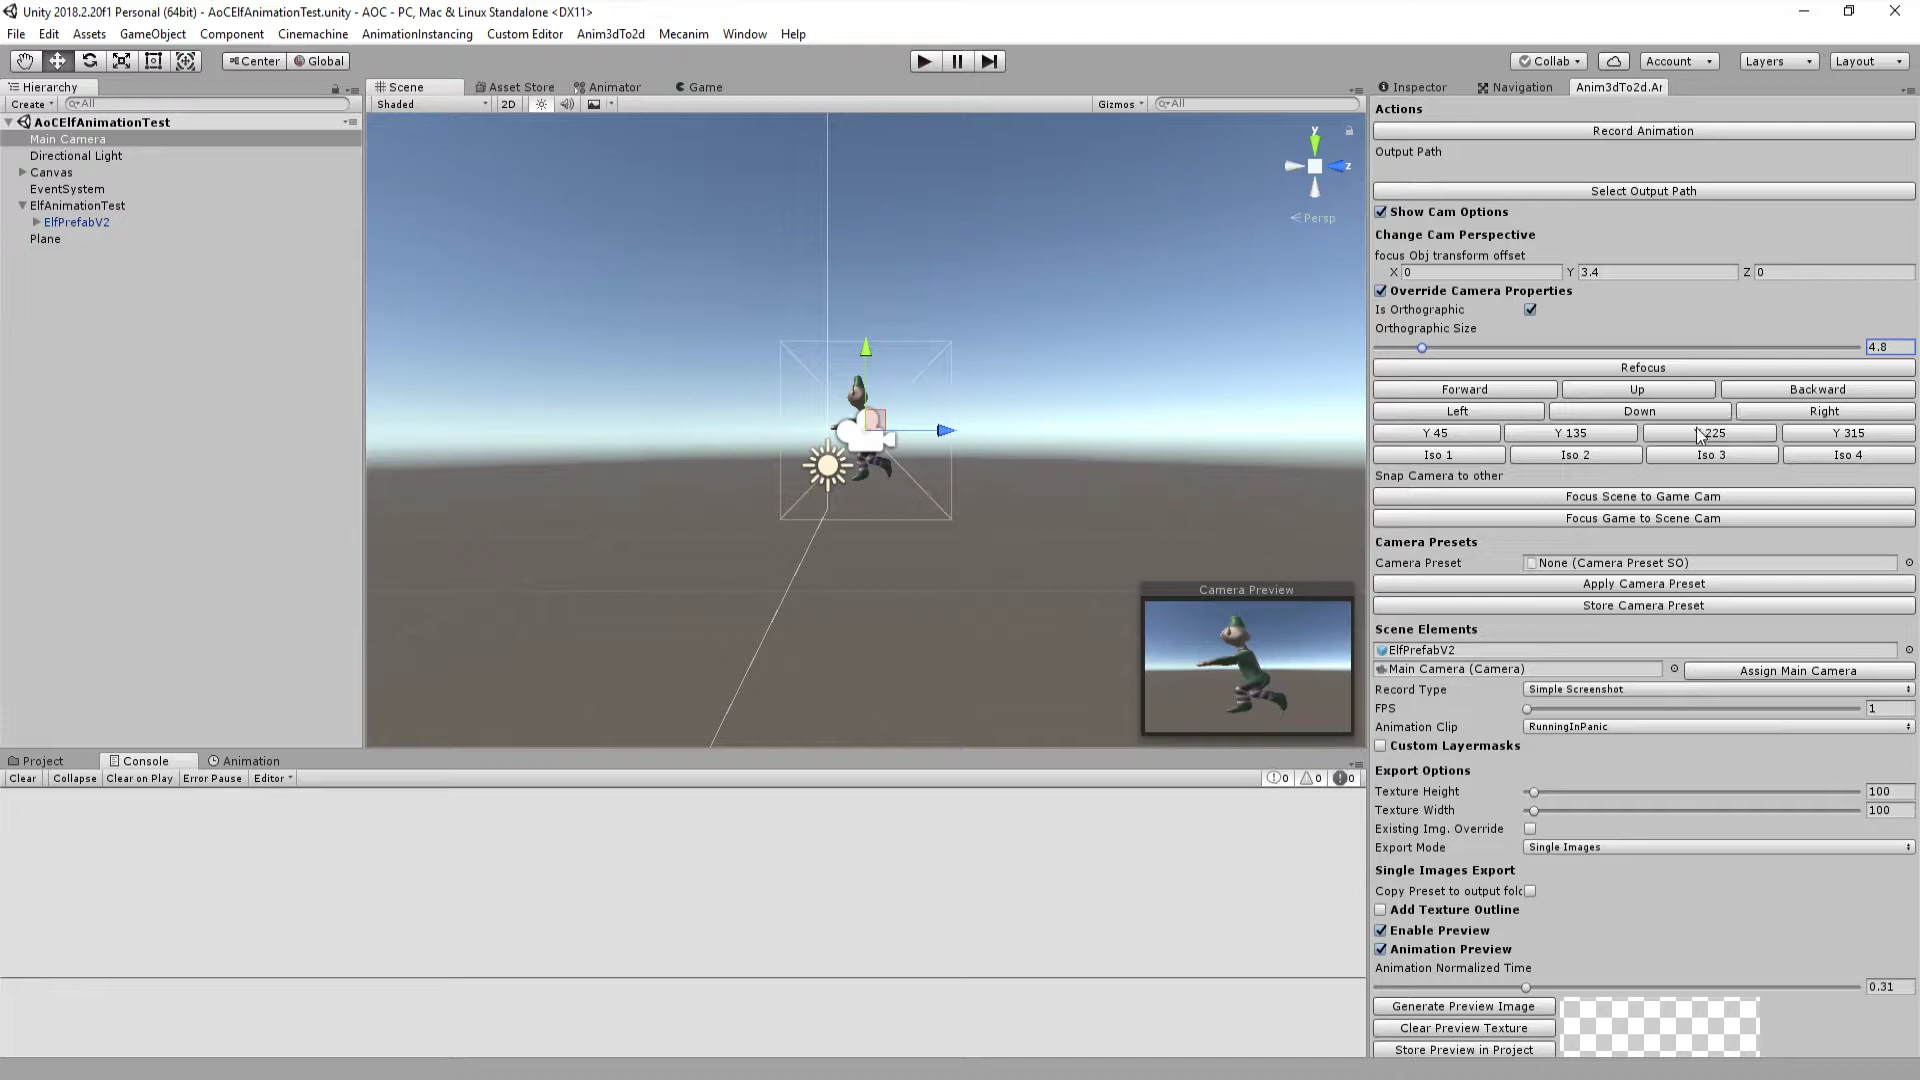 Unity 2018.2.20f1 Personal (64bit) - AoCElfAnimationTest.unity - AOC - PC, Mac & Linux Standalone <DX11>
File Edit Assets GameObject Component Cinemachine AnimationInstancing Custom Editor Anim3dTo2d Mecanim Window Help
Center Global Collab Account Layers Layout
Hierarchy
Create All
AoCElfAnimationTest
Main Camera
Directional Light
Canvas
EventSystem
ElfAnimationTest
ElfPrefabV2
Plane
Scene Asset Store Animator Game
Shaded 2D Gizmos All
y
z
Persp
Camera Preview
Project Console Animation
Clear Collapse Clear on Play Error Pause Editor 0 0 0
Inspector Navigation Anim3dTo2d.Ar
Actions
Record Animation
Output Path
Select Output Path
Show Cam Options
Change Cam Perspective
focus Obj transform offset
X 0 Y 3.4 Z 0
Override Camera Properties
Is Orthographic
Orthographic Size
4.8
Refocus
Forward Up Backward
Left Down Right
Y 45 Y 135 225 Y 315
Iso 1 Iso 2 Iso 3 Iso 4
Snap Camera to other
Focus Scene to Game Cam
Focus Game to Scene Cam
Camera Presets
Camera Preset None (Camera Preset SO)
Apply Camera Preset
Store Camera Preset
Scene Elements
ElfPrefabV2
Main Camera (Camera) Assign Main Camera
Record Type Simple Screenshot
FPS 1
Animation Clip RunningInPanic
Custom Layermasks
Export Options
Texture Height 100
Texture Width 100
Existing Img. Override
Export Mode Single Images
Single Images Export
Copy Preset to output folc
Add Texture Outline
Enable Preview
Animation Preview
Animation Normalized Time
0.31
Generate Preview Image
Clear Preview Texture
Store Preview in Project